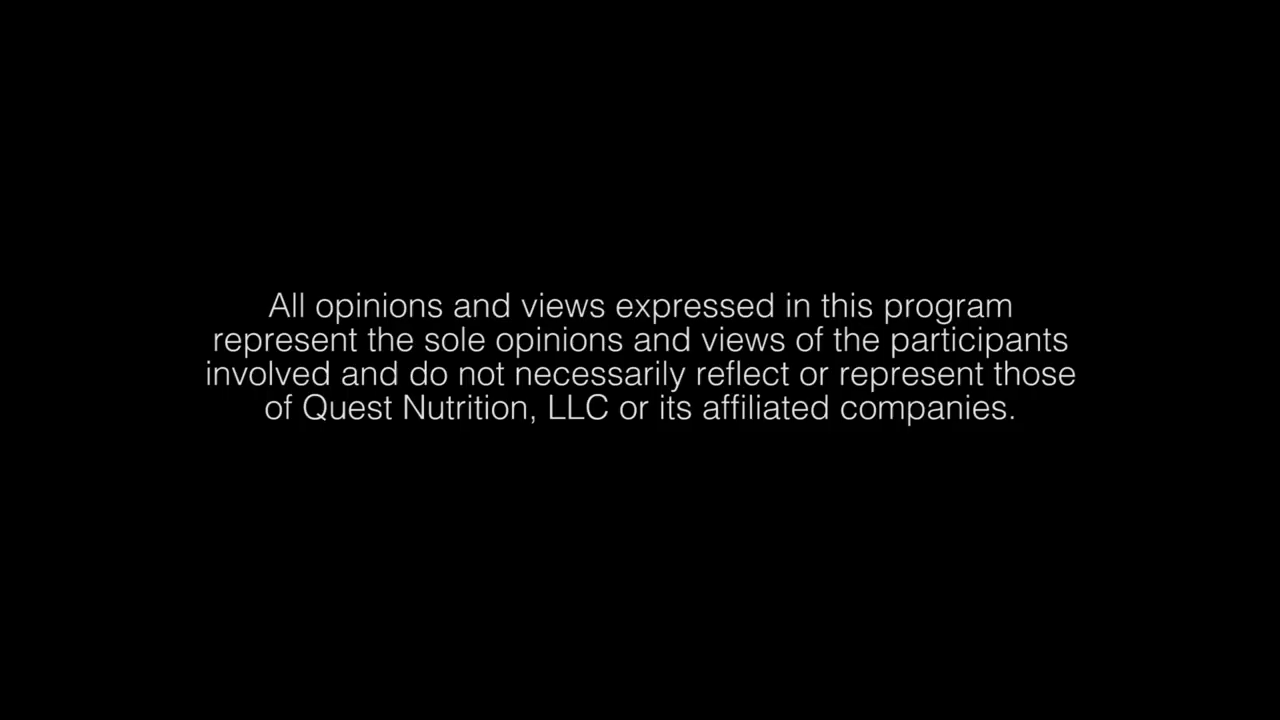 All opinions and views expressed in this program
represent the sole opinions and views of the participants
involved and do not necessarily reflect or represent those
of Quest Nutrition, LLC or its affiliated companies.